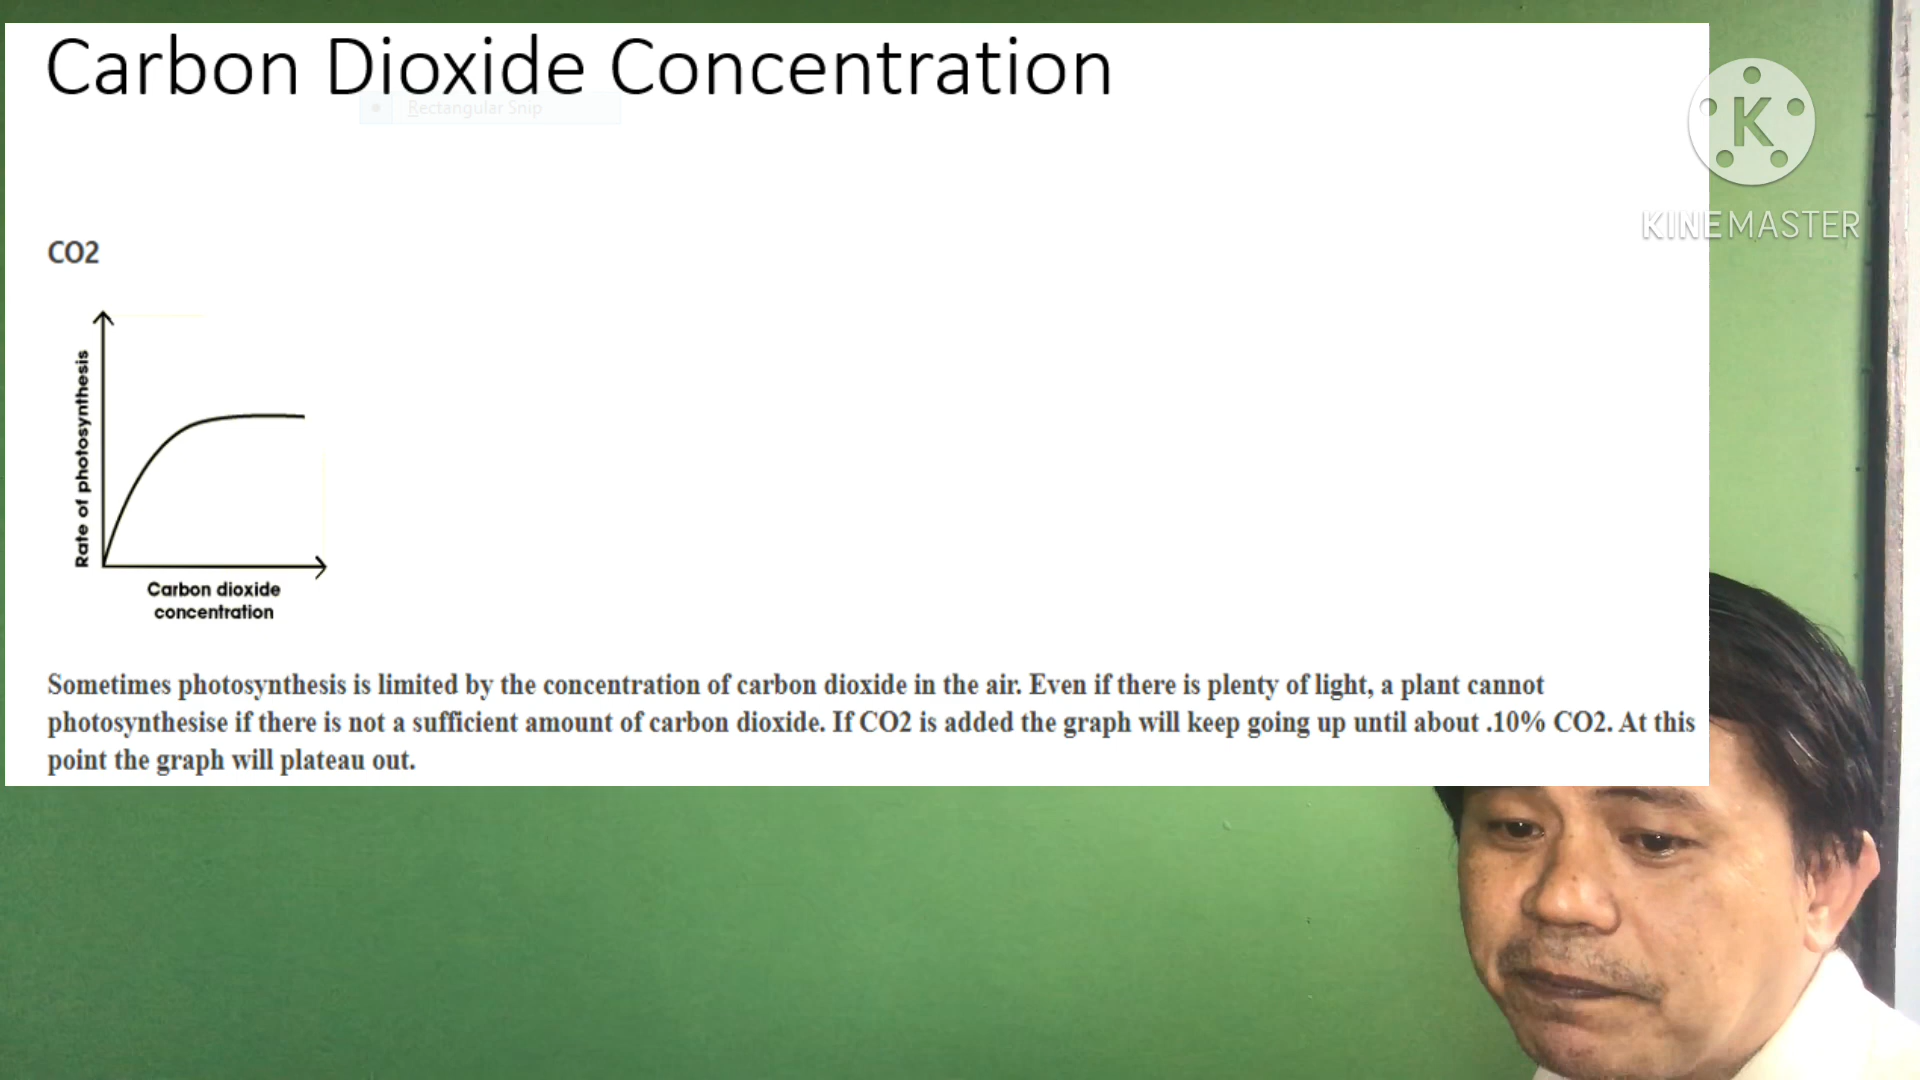 Carbon Dioxide Concentration
Rectangular Snip
K
KINEMASTER
CO2
Rate of photosynthesis
Carbon dioxide
concentration
Sometimes photosynthesis is limited by the concentration of carbon dioxide in the air. Even if there is plenty of light, a plant cannot
photosynthesise if there is not a sufficient amount of carbon dioxide. If CO2 is added the graph will keep going up until about .10% CO2. At this
point the graph will plateau out.